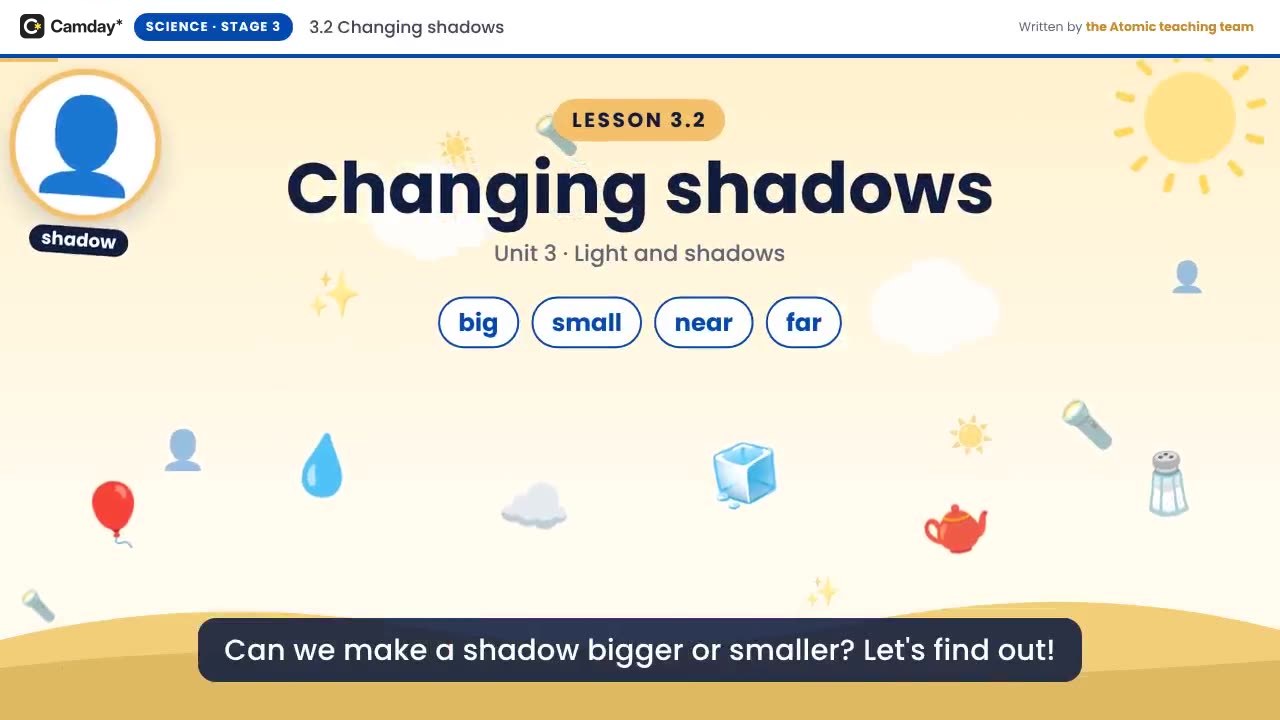 Camday*
SCIENCE · STAGE 3
3.2 Changing shadows
Written by the Atomic teaching team
shadow
LESSON 3.2
Changing shadows
Unit 3 · Light and shadows
big
small
near
far
Can we make a shadow bigger or smaller? Let's find out!